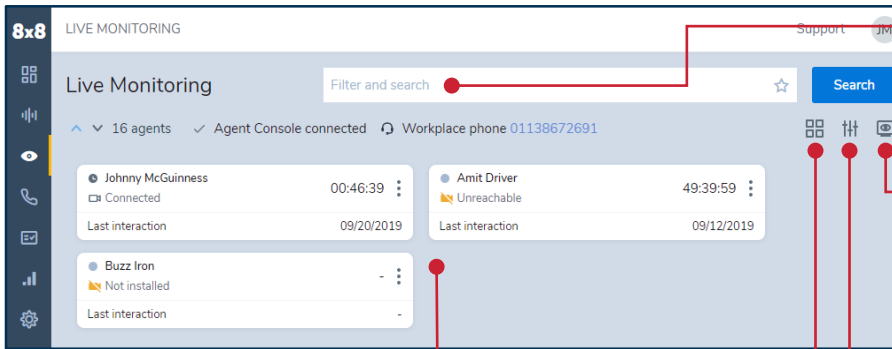 8x8 LIVE MONITORING Support JM
Live Monitoring Filter and search Search
16 agents Agent Console connected Workplace phone 01138672691
Johnny McGuinness 00:46:39
Connected
Last interaction 09/20/2019
Amit Driver 49:39:59
Unreachable
Last interaction 09/12/2019
Buzz Iron -
Not installed
Last interaction -